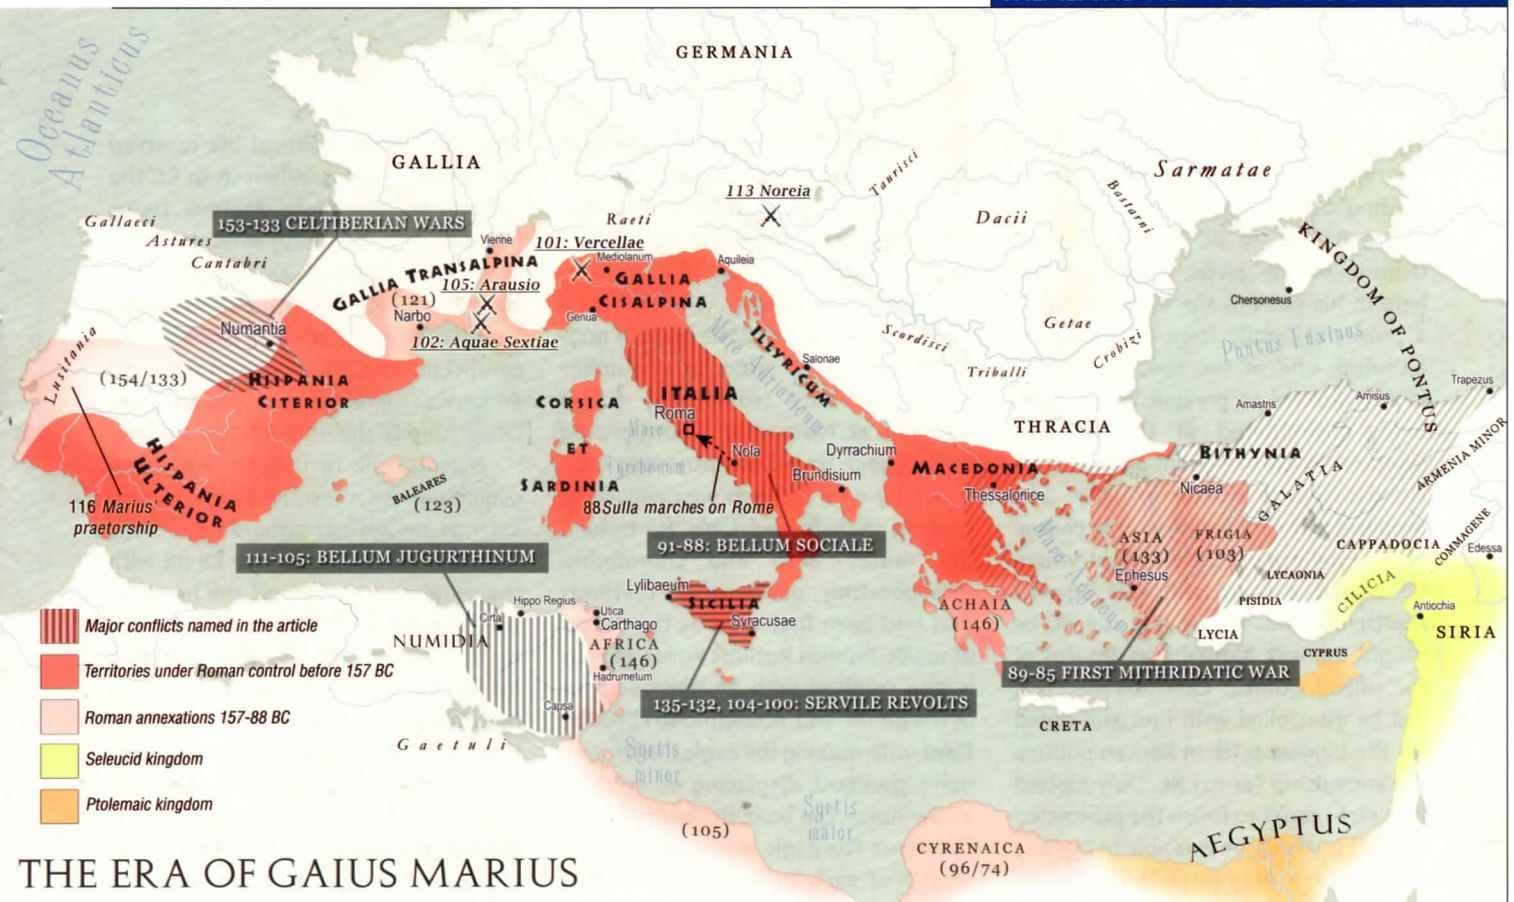 Oceanus
Atlanticus
GERMANIA
GALLIA
Sarmatae
113 Noreia
Taurisci
Bastarni
Gallaeci
Astures
Cantabri
153-133 CELTIBERIAN WARS
Raeti
Dacii
Vienne
101: Vercellae
Mediolanum
Aquileia
KINGDOM OF PONTUS
GALLIA TRANSALPINA
(121)
105: Arausio
GALLIA
CISALPINA
Chersonesus
Narbo
Genua
102: Aquae Sextiae
Numantia
Mare Adriaticum
ILLYRICUM
Salonae
Scordisci
Getae
Crobizi
Pontus Euxinus
Lusitania
(154/133)
HISPANIA
CITERIOR
Triballi
Trapezus
CORSICA
ET
SARDINIA
ITALIA
Roma
Amastris
Amisus
Mare
Tyrrhenum
THRACIA
HISPANIA
ULTERIOR
Nola
Dyrrachium
Brundisium
MACEDONIA
Thessalonice
BITHYNIA
Nicaea
GALATIA
ARMENIA MINOR
BALEARES
(123)
116 Marius
praetorship
88 Sulla marches on Rome
Mare Aegaeum
ASIA
(133)
FRIGIA
(103)
CAPPADOCIA
COMMAGENE
Edessa
111-105: BELLUM JUGURTHINUM
91-88: BELLUM SOCIALE
Ephesus
LYCAONIA
CILICIA
Lylibaeum
SICILIA
Syracusae
ACHAIA
(146)
PISIDIA
LYCIA
Antiochia
SIRIA
Hippo Regius
Cirta
Utica
Carthago
NUMIDIA
AFRICA
(146)
Hadrumetum
CYPRUS
89-85 FIRST MITHRIDATIC WAR
135-132, 104-100: SERVILE REVOLTS
Capsa
CRETA
Gaetuli
Syrtis
minor
Syrtis
maior
(105)
CYRENAICA
(96/74)
AEGYPTUS
Major conflicts named in the article
Territories under Roman control before 157 BC
Roman annexations 157-88 BC
Seleucid kingdom
Ptolemaic kingdom
THE ERA OF GAIUS MARIUS